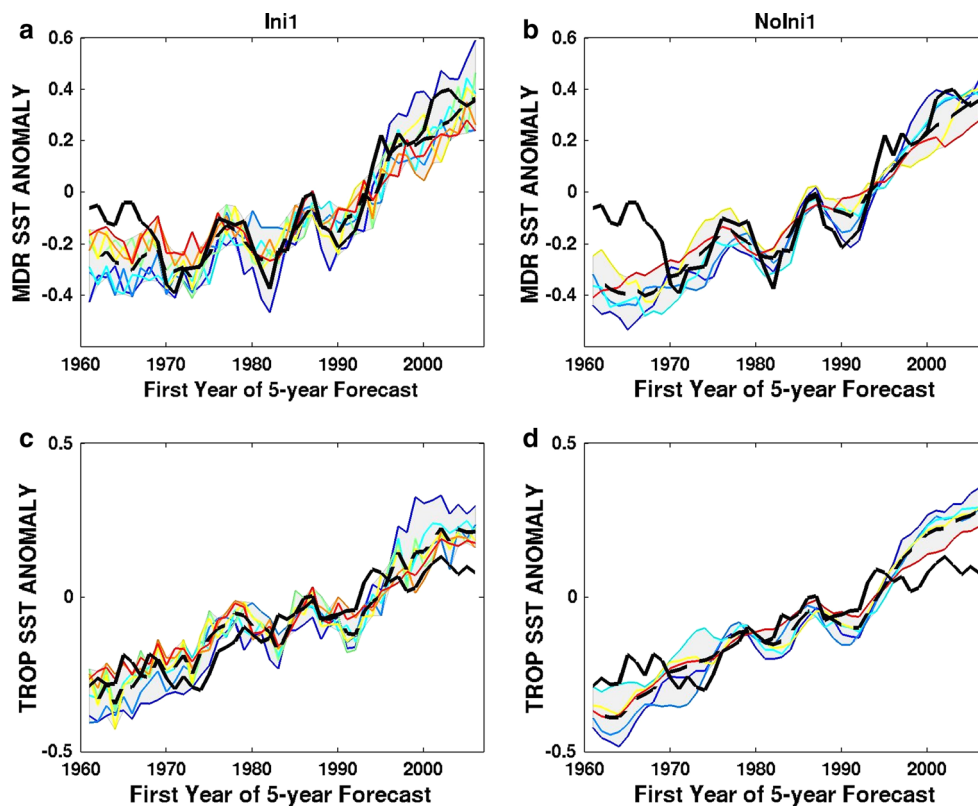 a
Ini1
MDR SST ANOMALY
0.6
0.4
0.2
0
-0.2
-0.4
1960 1970 1980 1990 2000
First Year of 5-year Forecast
b
NoIni1
MDR SST ANOMALY
0.6
0.4
0.2
0
-0.2
-0.4
1960 1970 1980 1990 2000
First Year of 5-year Forecast
c
TROP SST ANOMALY
0.5
0
-0.5
1960 1970 1980 1990 2000
First Year of 5-year Forecast
d
TROP SST ANOMALY
0.5
0
-0.5
1960 1970 1980 1990 2000
First Year of 5-year Forecast